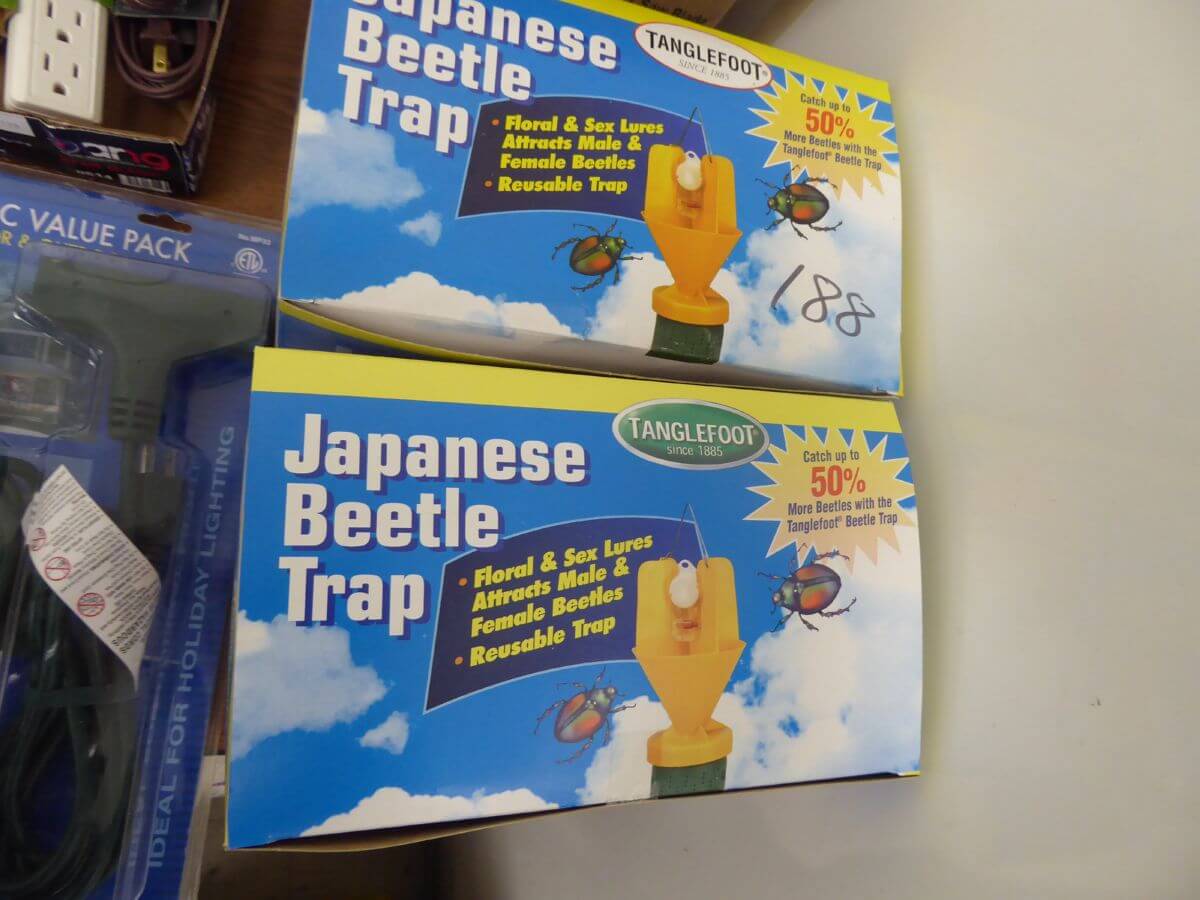 Japanese
Beetle
Trap
TANGLEFOOT®
SINCE 1885
• Floral & Sex Lures
Attracts Male &
Female Beetles
• Reusable Trap
Catch up to
50%
More Beetles with the
Tanglefoot® Beetle Trap
188
Japanese
Beetle
Trap
TANGLEFOOT®
since 1885
• Floral & Sex Lures
Attracts Male &
Female Beetles
• Reusable Trap
Catch up to
50%
More Beetles with the
Tanglefoot® Beetle Trap
C VALUE PACK
ETL
IDEAL FOR HOLIDAY LIGHTING